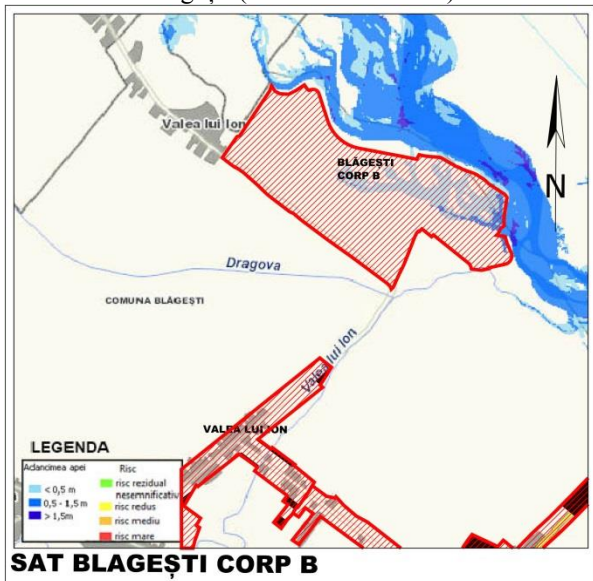 Valea lui Ion
BLĂGEȘTI
CORP B
N
Dragova
COMUNA BLĂGEȘTI
Valea lui Ion
VALEA LUI ION
LEGENDA
Adancimea apei
Risc
< 0,5 m
0,5 - 1,5 m
> 1,5m
risc rezidual
nesemnificativ
risc redus
risc mediu
risc mare
SAT BLAGEȘTI CORP B